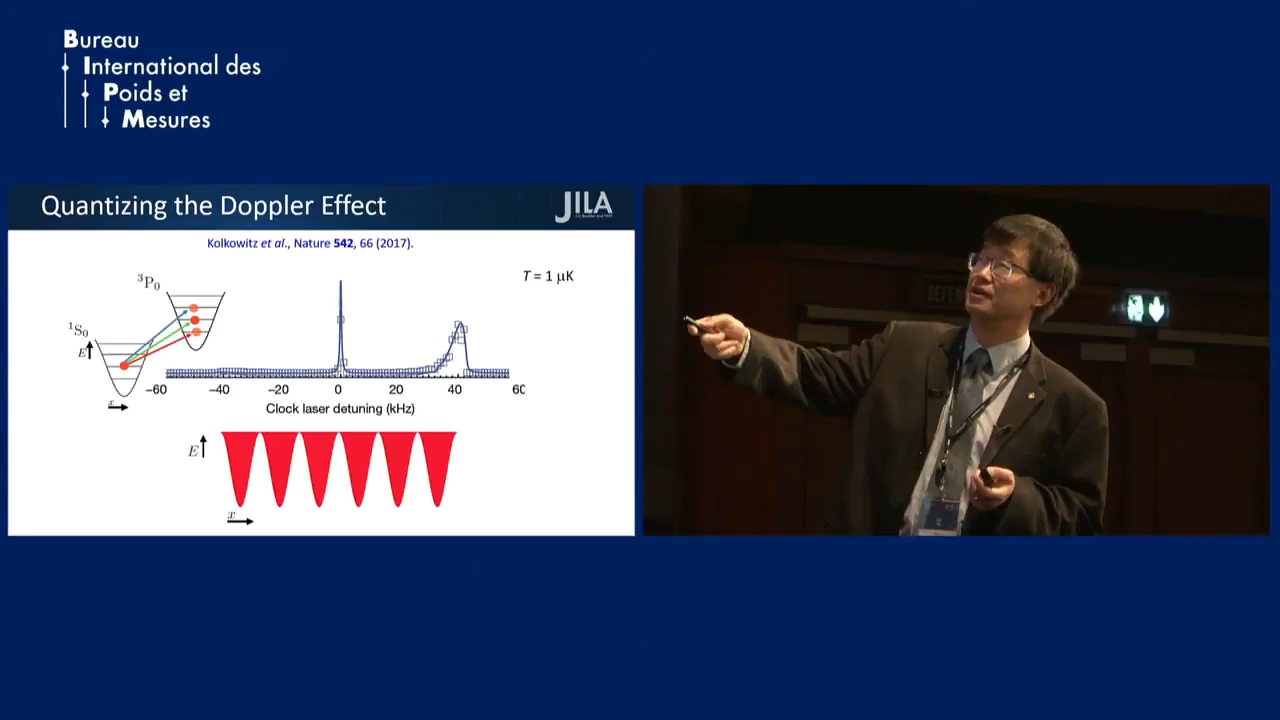 Bureau
International des
Poids et
Mesures
Quantizing the Doppler Effect
JILA
Kolkowitz et al., Nature 542, 66 (2017).
T = 1 μK
³P₀
¹S₀
E
x
−60 −40 −20 0 20 40 60
Clock laser detuning (kHz)
E
x